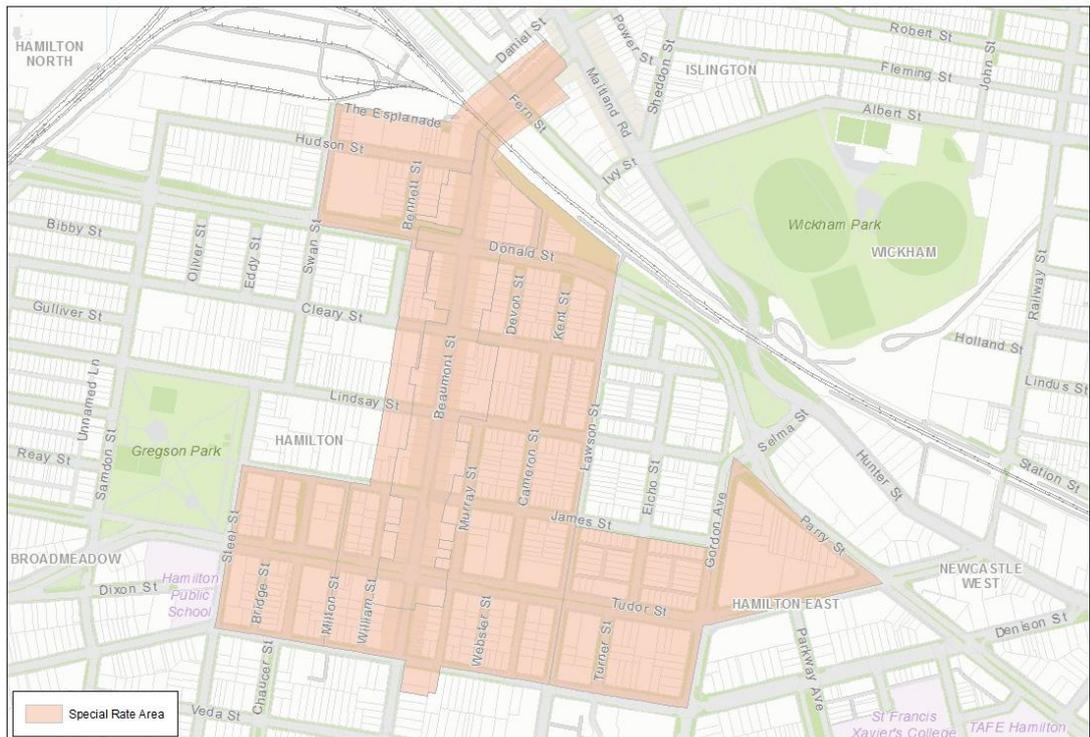 HAMILTON
NORTH
Daniel St
Power St
Sheddon St
Robert St
John St
Fleming St
ISLINGTON
Maitland Rd
Albert St
The Esplanade
Fern St
Hudson St
Ivy St
Bennett St
Wickham Park
WICKHAM
Railway St
Bibby St
Oliver St
Eddy St
Swan St
Donald St
Devon St
Kent St
Gulliver St
Cleary St
Holland St
Lindus St
Unnamed Ln
Beaumont St
Lindsay St
Samdon St
Gregson Park
HAMILTON
Lawson St
Selma St
Reay St
Murray St
Cameron St
Elcho St
Hunter St
Station St
Steel St
James St
Gordon Ave
Parry St
BROADMEADOW
Dixon St
Hamilton
Public
School
Bridge St
Milton St
William St
Tudor St
HAMILTON EAST
NEWCASTLE
WEST
Webster St
Turner St
Parkway Ave
Denison St
Chaucer St
Veda St
Special Rate Area
St Francis
Xavier's College
TAFE Hamilton